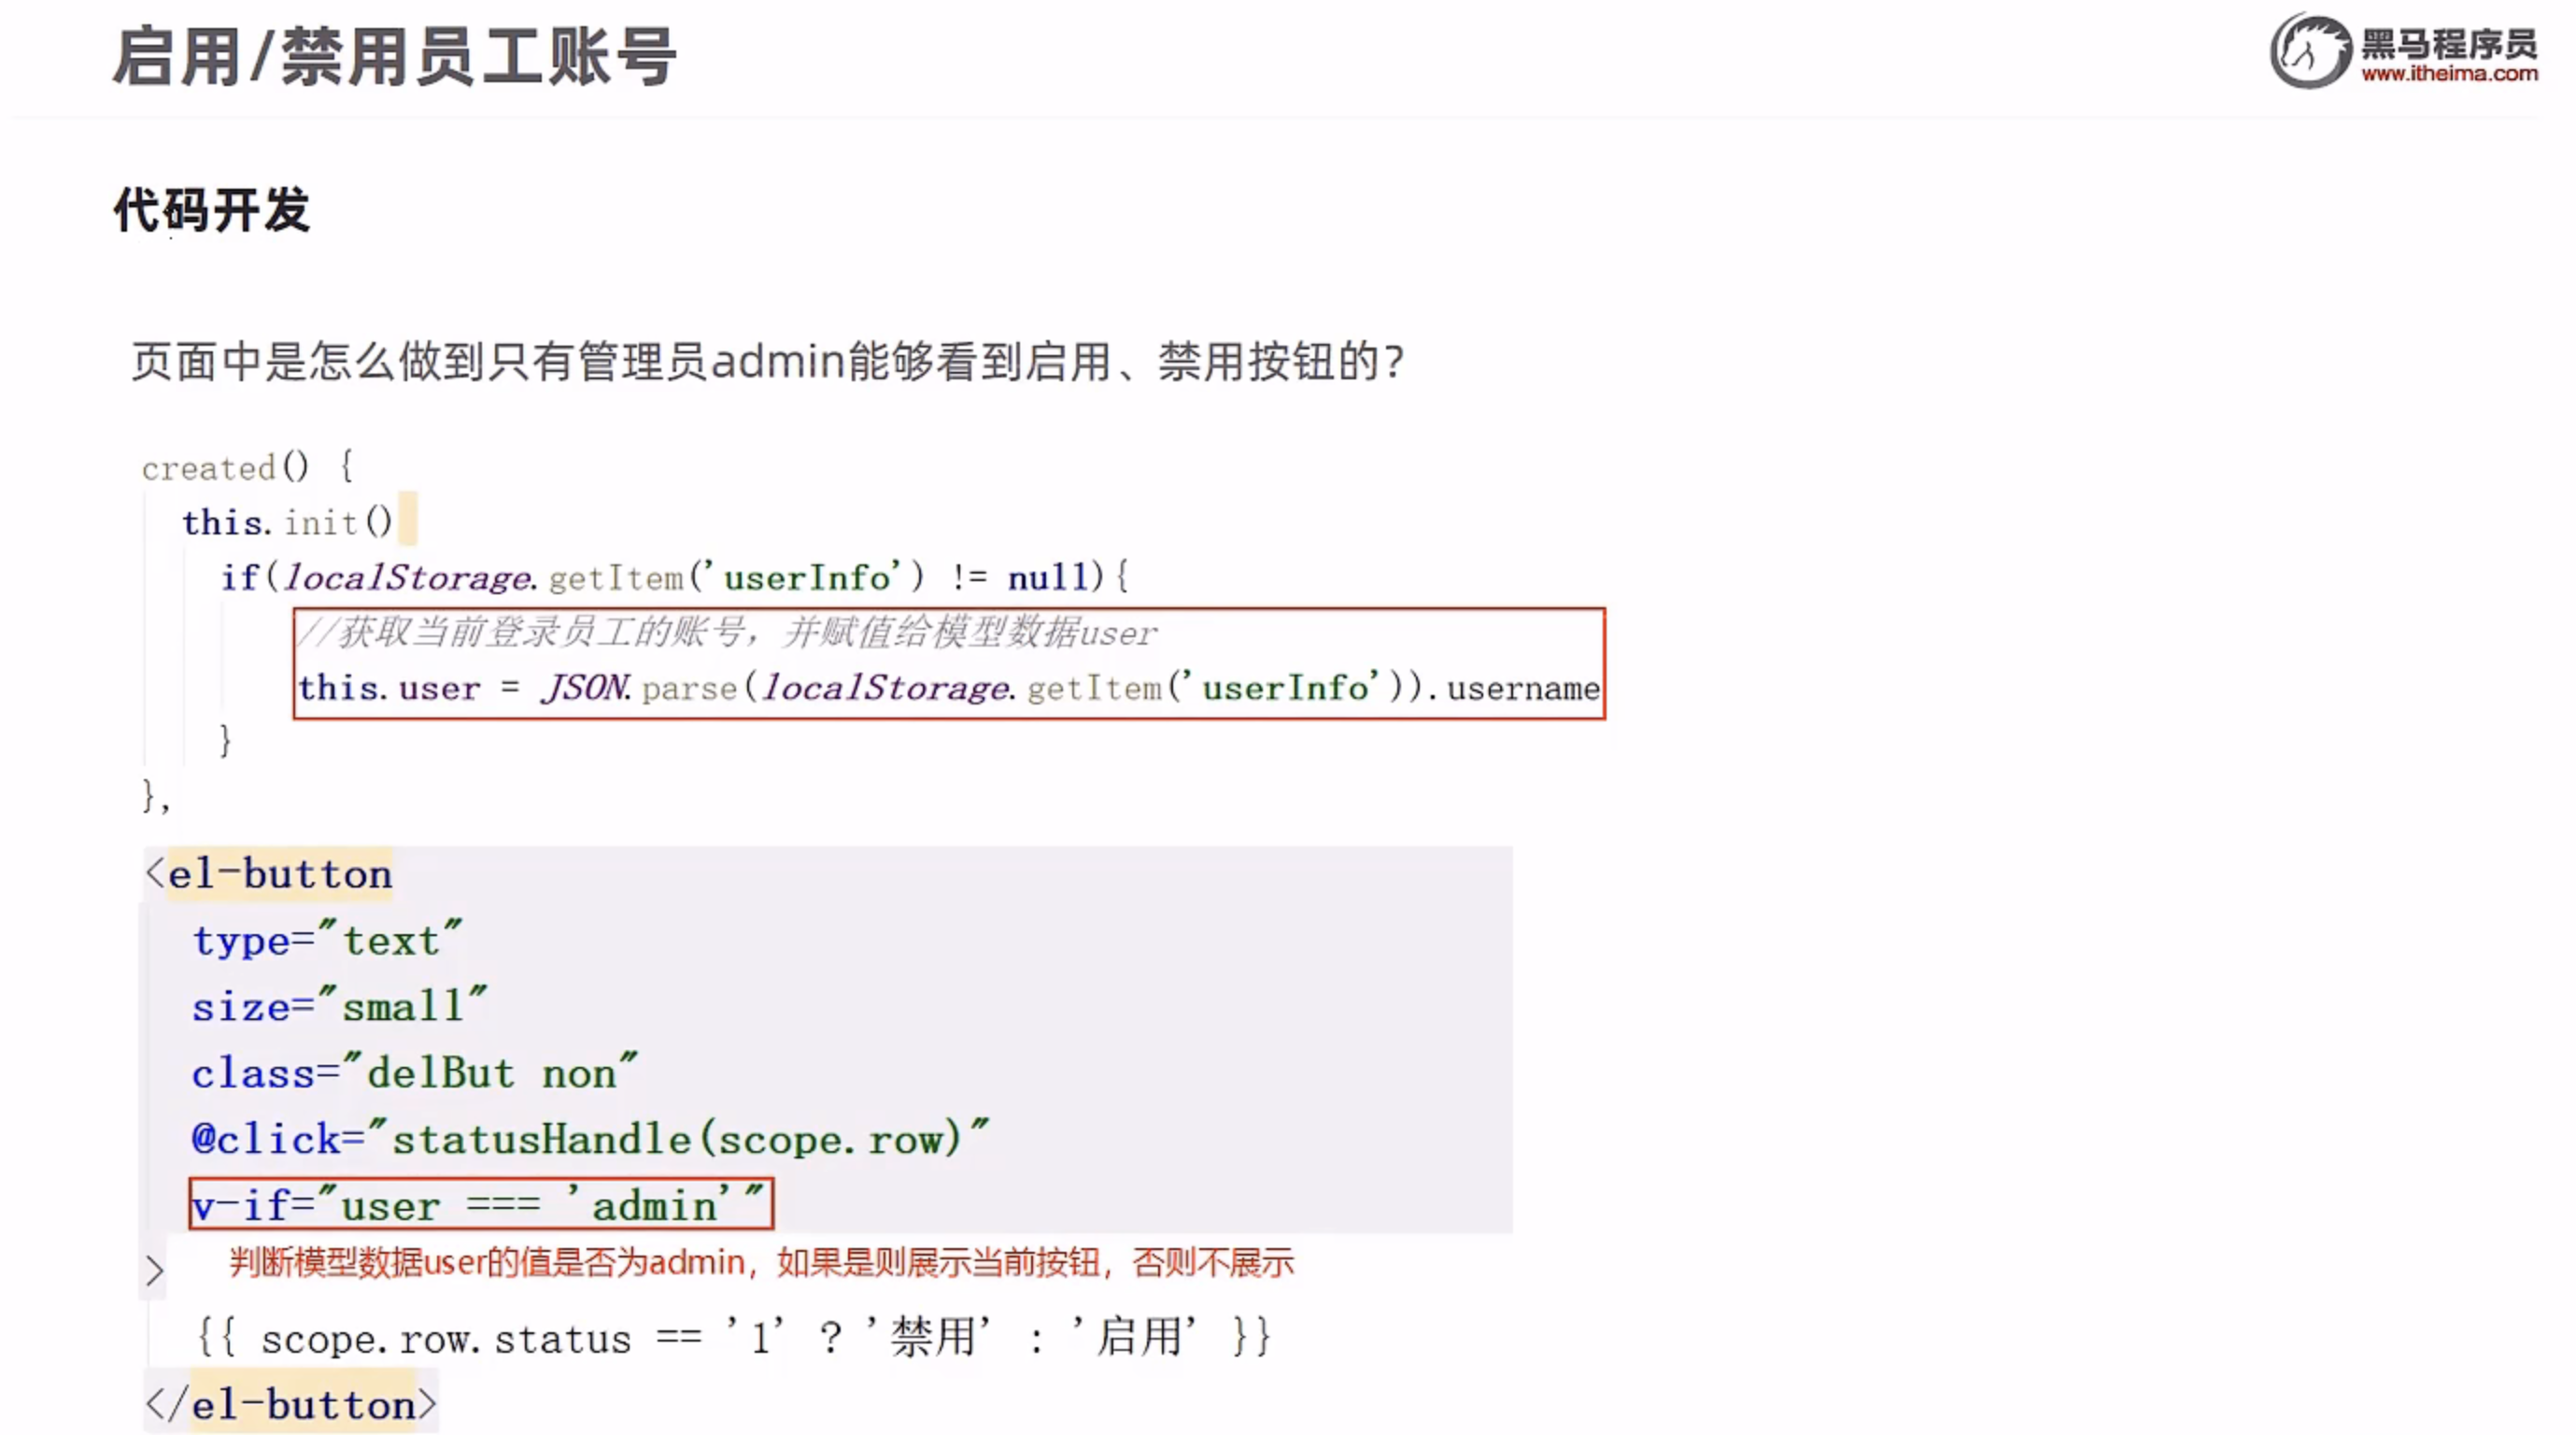 启用/禁用员工账号
黑马程序员
www.itheima.com
代码开发
页面中是怎么做到只有管理员admin能够看到启用、禁用按钮的?
created() {
this.init()
if(localStorage.getItem('userInfo') != null){
//获取当前登录员工的账号，并赋值给模型数据user
this.user = JSON.parse(localStorage.getItem('userInfo')).username
}
},
<el-button
type="text"
size="small"
class="delBut non"
@click="statusHandle(scope.row)"
v-if="user === 'admin'"
> 判断模型数据user的值是否为admin，如果是则展示当前按钮，否则不展示
{{ scope.row.status == '1' ? '禁用' : '启用' }}
</el-button>